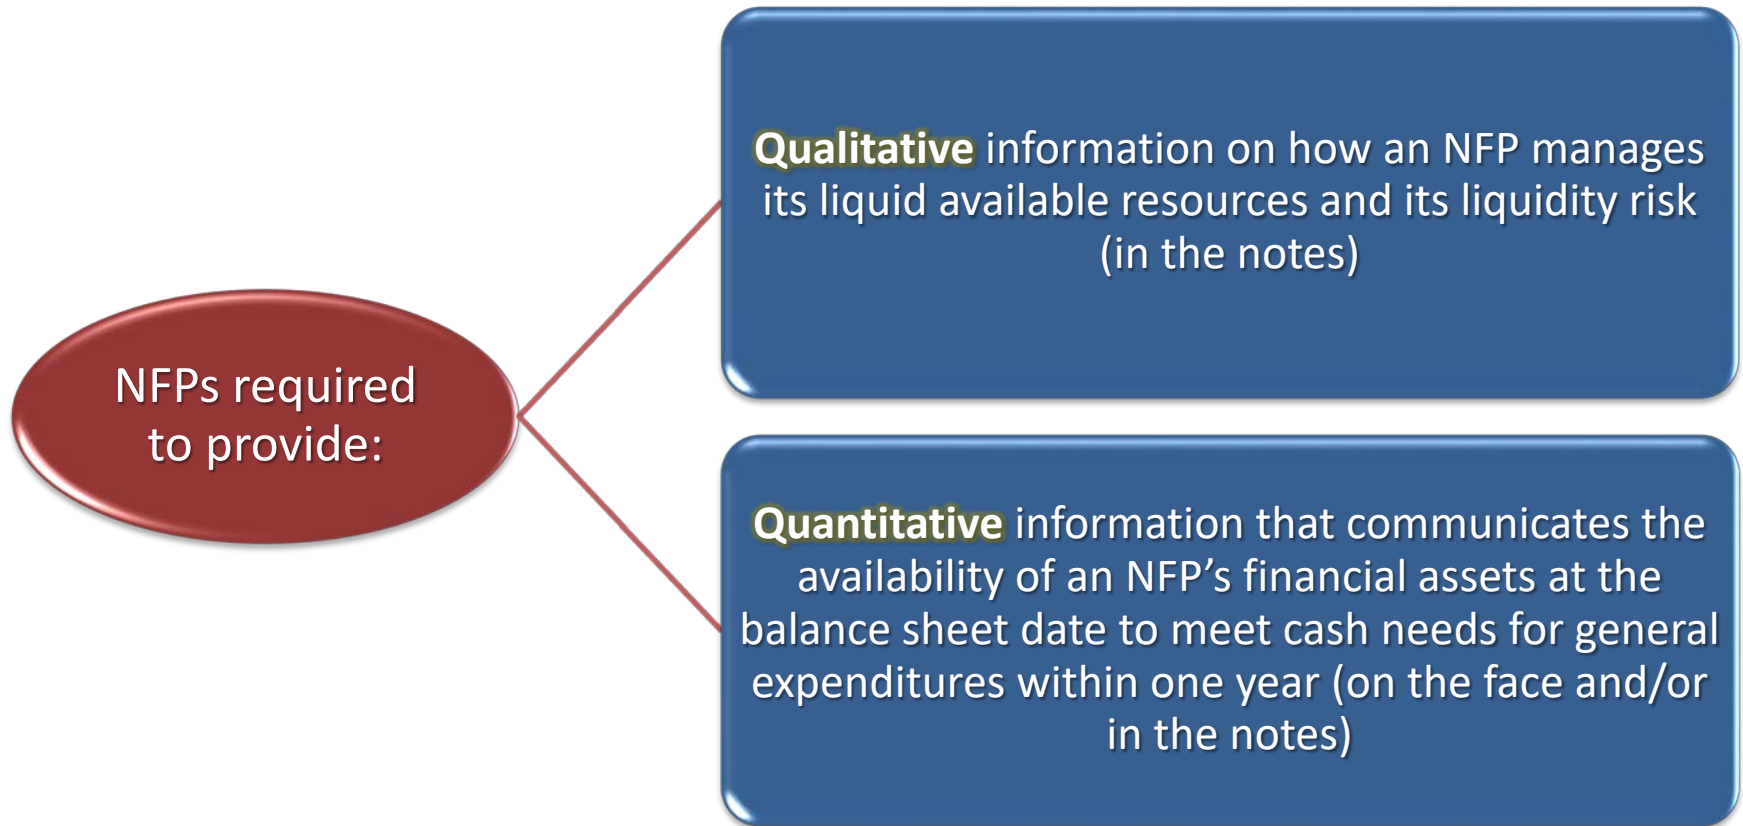 NFPs required
to provide:
Qualitative information on how an NFP manages
its liquid available resources and its liquidity risk
(in the notes)
Quantitative information that communicates the
availability of an NFP’s financial assets at the
balance sheet date to meet cash needs for general
expenditures within one year (on the face and/or
in the notes)